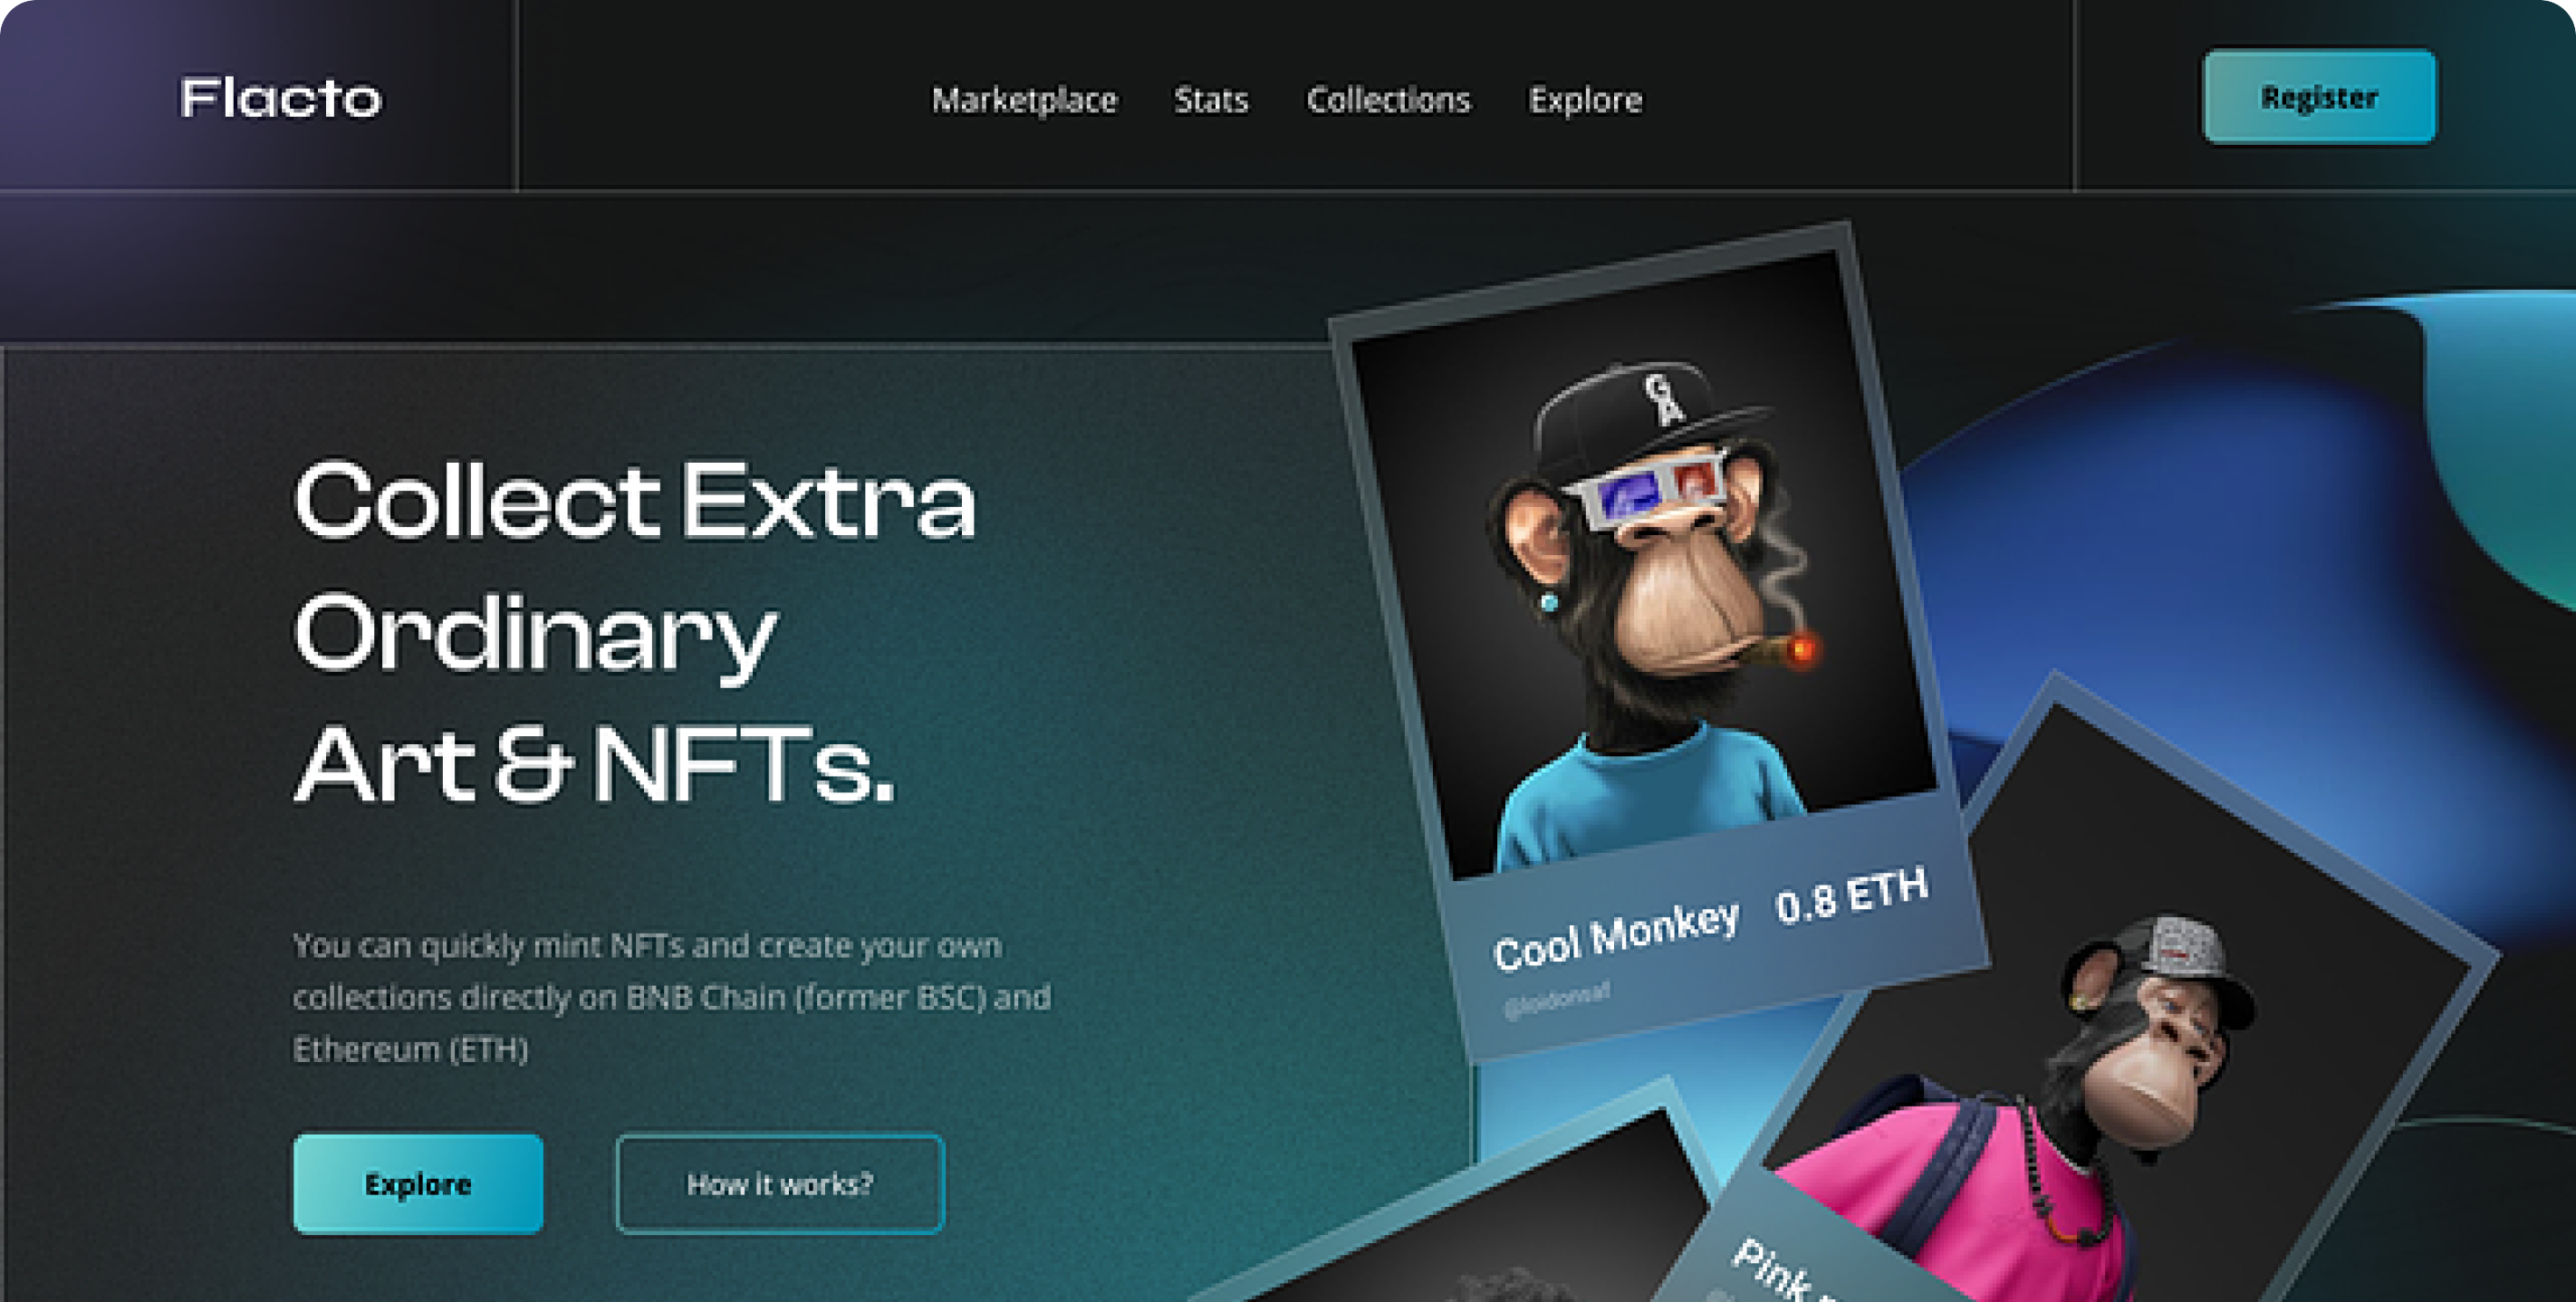 Flacto
Marketplace
Stats
Collections
Explore
Register
Collect Extra
Ordinary
Art & NFTs.
You can quickly mint NFTs and create your own
collections directly on BNB Chain (former BSC) and
Ethereum (ETH)
Explore
How it works?
GA
Cool Monkey 0.8 ETH
Pink